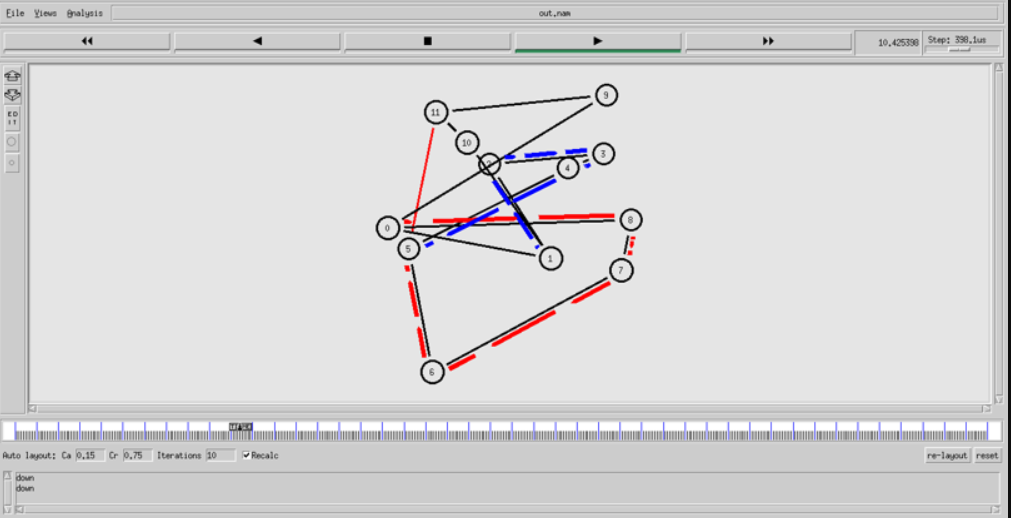 File Views Analysis out.nam
10.425398 Step: 398.1us
9
11
10
3
4
8
0
5
1
7
6
Auto layout: Ca 0.15 Cr 0.75 Iterations 10 Recalc re-layout reset
down
down